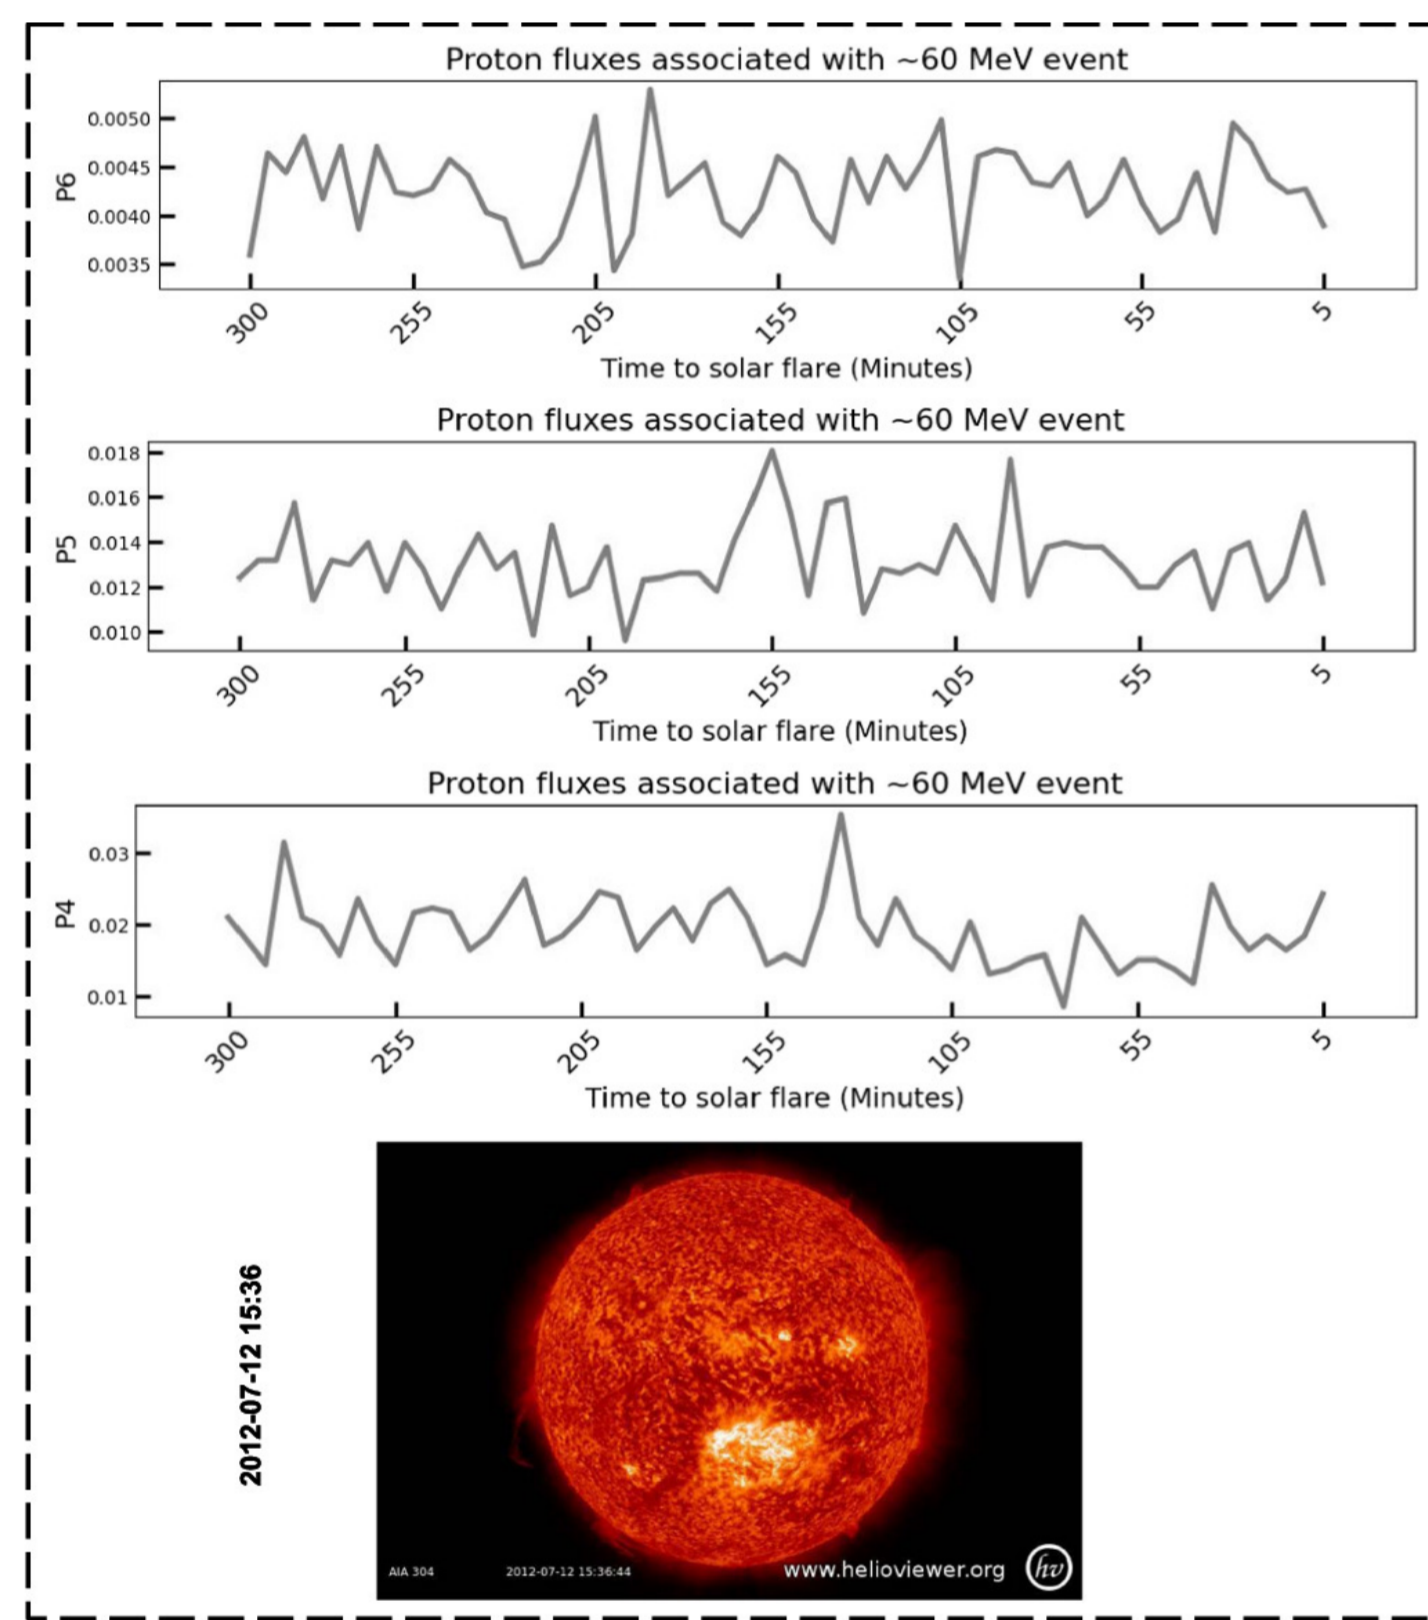 Proton fluxes associated with ~60 MeV event
P6
0.0050
0.0045
0.0040
0.0035
300 255 205 155 105 55 5
Time to solar flare (Minutes)
Proton fluxes associated with ~60 MeV event
P5
0.018
0.016
0.014
0.012
0.010
300 255 205 155 105 55 5
Time to solar flare (Minutes)
Proton fluxes associated with ~60 MeV event
P4
0.03
0.02
0.01
300 255 205 155 105 55 5
Time to solar flare (Minutes)
2012-07-12 15:36
AIA 304 2012-07-12 15:36:44 www.helioviewer.org hv